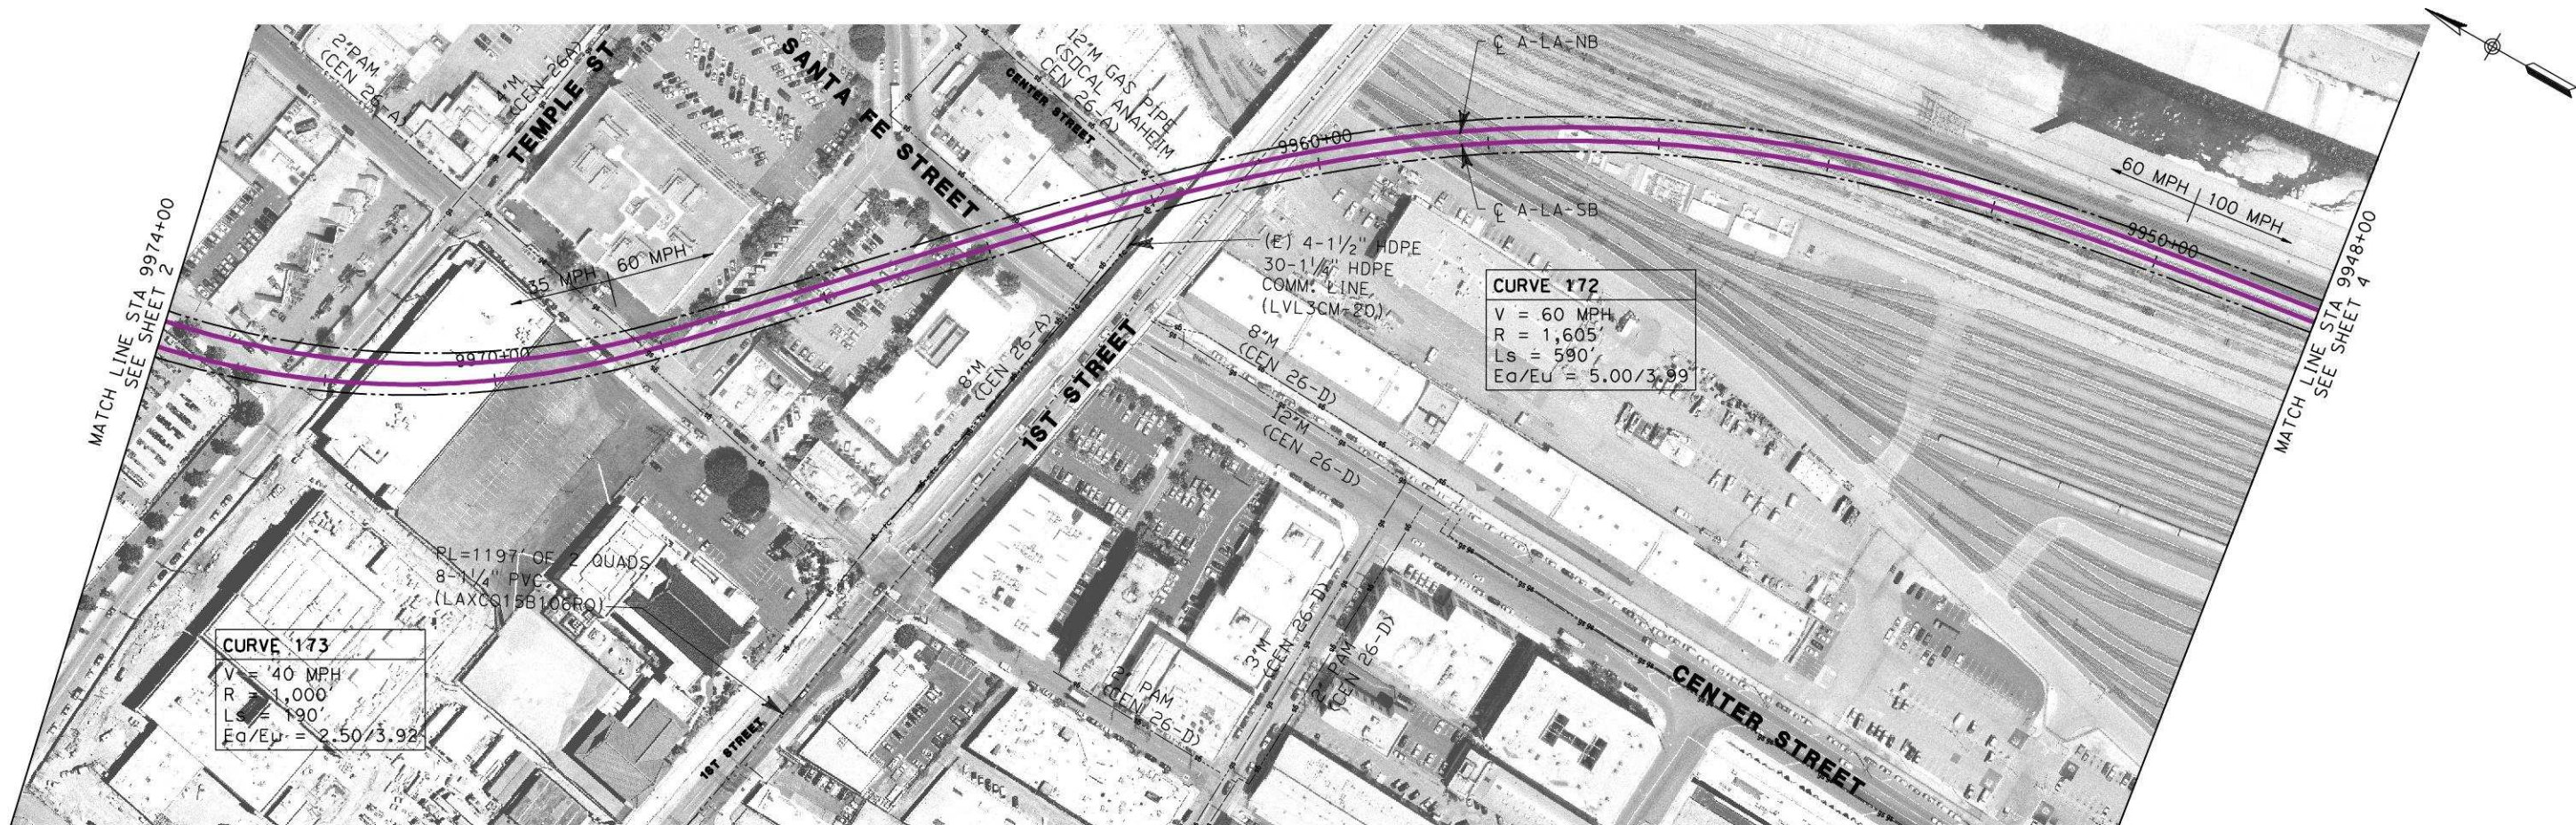 2"PAM
(CEN 26-A)
4"M
(CEN-26A)
TEMPLE ST
SANTA FE STREET
CENTER STREET
12"M GAS PIPE
(SOCAL ANAHEIM
CEN 26-A)
℄ A-LA-NB
9960+00
℄ A-LA-SB
60 MPH | 100 MPH
9950+00
MATCH LINE STA 9948+00
SEE SHEET 4
MATCH LINE STA 9974+00
SEE SHEET 2
35 MPH | 60 MPH
9970+00
(E) 4-1/2" HDPE
30-1/4" HDPE
COMM. LINE
(LVL3CM-20)
CURVE 172
V = 60 MPH
R = 1,605'
Ls = 590'
Ea/Eu = 5.00/3.99
8"M
(CEN 26-A)
1ST STREET
8"M
(CEN 26-D)
12"M
(CEN 26-D)
PL=1197' OF 2 QUADS
8-1/4" PVC
CURVE 173
V = 40 MPH
R = 1,000'
Ls = 190'
Ea/Eu = 2.50/3.92
1ST STREET
2" PAM
(CEN 26-D)
3"M
(CEN 26-D)
2" PAM
(CEN 26-D)
CENTER STREET